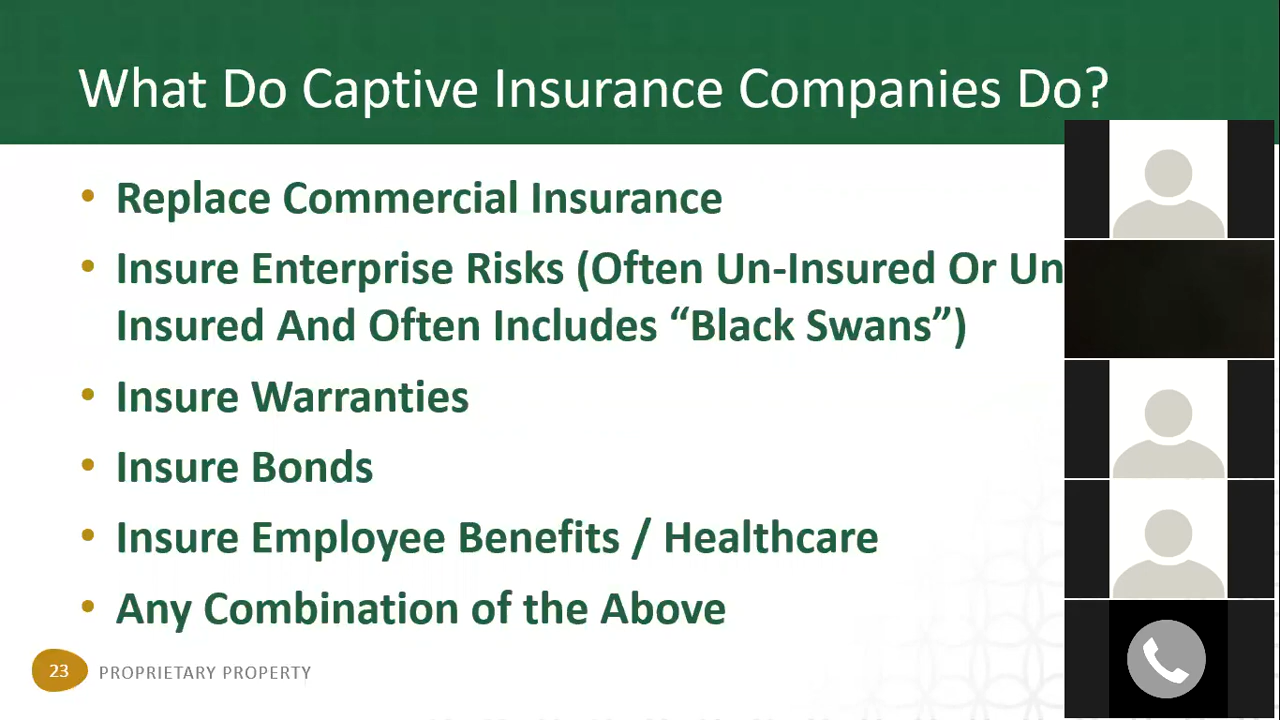 What Do Captive Insurance Companies Do?
• Replace Commercial Insurance
• Insure Enterprise Risks (Often Un-Insured Or Un
Insured And Often Includes “Black Swans”)
• Insure Warranties
• Insure Bonds
• Insure Employee Benefits / Healthcare
• Any Combination of the Above
23 PROPRIETARY PROPERTY